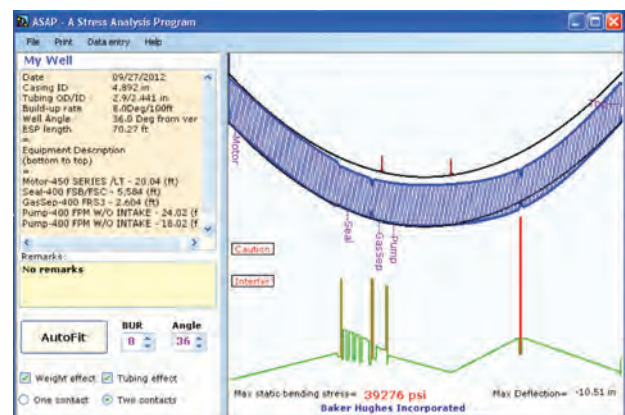 ASAP - A Stress Analysis Program
File Print Data entry Help
My Well
Date 09/27/2012
Casing ID 4.892 in
Tubing OD/ID 2.9/2.441 in
Build-up rate 8.0Deg/100ft
Well Angle 36.0 Deg from ver
ESP length 70.27 ft
=
Equipment Description
(bottom to top)
=
Motor-450 SERIES /LT - 20.04 (ft)
Seal-400 FSB/FSC - 5.584 (ft)
GasSep-400 FRS3 - 2.604 (ft)
Pump-400 FPM W/O INTAKE - 24.02 (f
Pump-400 FPM W/O INTAKE - 18.02 (f
Remarks:
No remarks
AutoFit
BUR Angle
8 36
Weight effect Tubing effect
One contact Two contacts
Motor
Seal
GasSep
Pump
Caution
Interfer
Max static bending stress= 39276 psi
Max Deflection= -10.51 in
Baker Hughes Incorporated